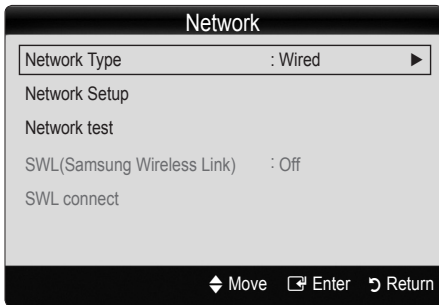 Network
Network Type : Wired ▶
Network Setup
Network test
SWL(Samsung Wireless Link) : Off
SWL connect
Move Enter Return